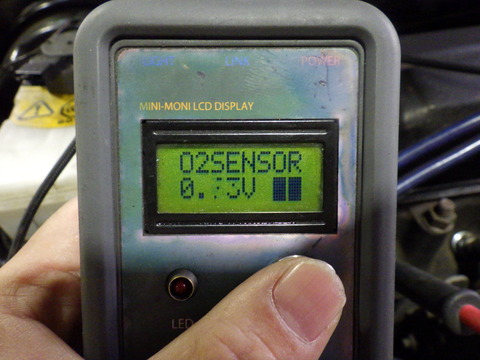 LINK
POWER
MINI-MONI LCD DISPLAY
O2SENSOR
LED